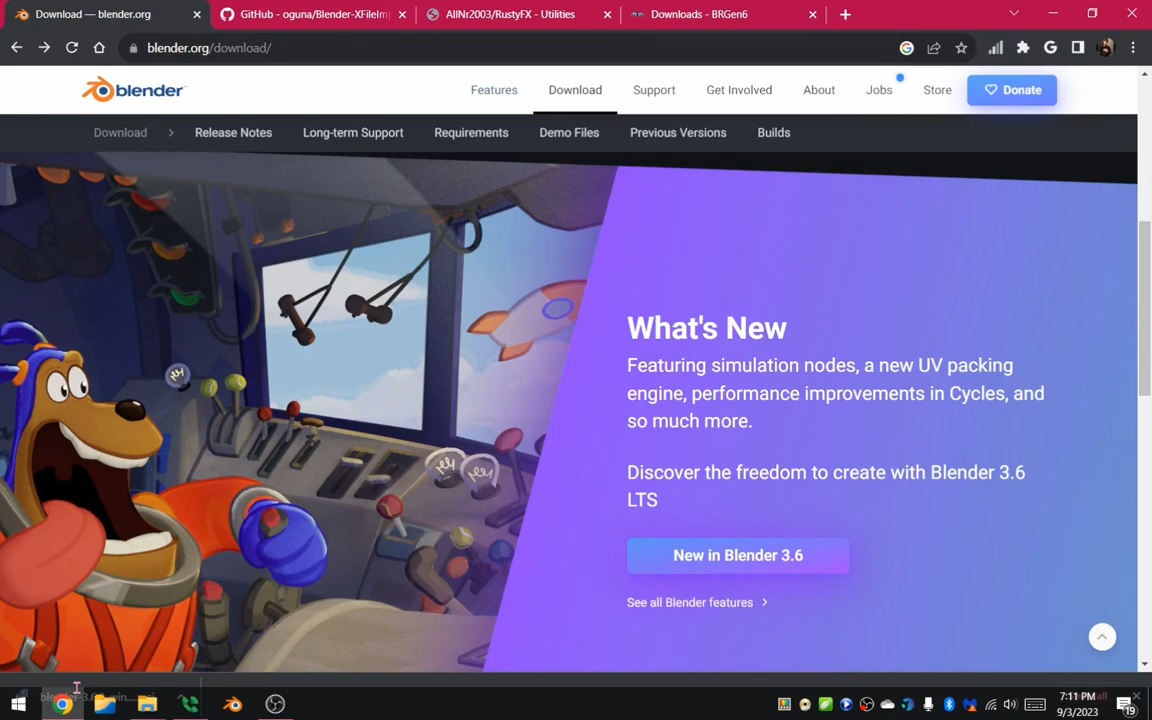 Download — blender.org
GitHub - oguna/Blender-XFileImp
AllNr2003/RustyFX - Utilities
Downloads - BRGen6
blender.org/download/
blender
Features
Download
Support
Get Involved
About
Jobs
Store
Donate
Download
Release Notes
Long-term Support
Requirements
Demo Files
Previous Versions
Builds
What's New
Featuring simulation nodes, a new UV packing
engine, performance improvements in Cycles, and
so much more.
Discover the freedom to create with Blender 3.6
LTS
New in Blender 3.6
See all Blender features
7:11 PM
9/3/2023
19